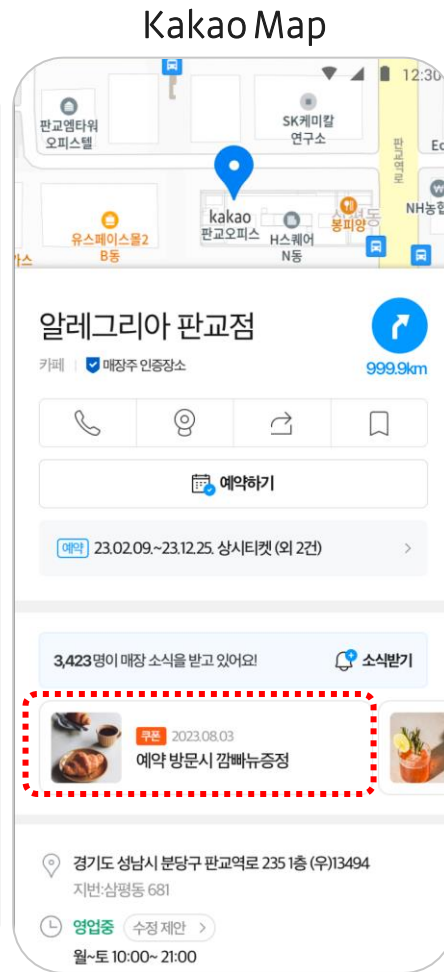 Kakao Map
12:30
판교엠타워
오피스텔
SK케미칼
연구소
판교역로
kakao
판교오피스
H스퀘어
N동
봉피양
NH농협
유스페이스몰2
B동
알레그리아 판교점
카페
매장주 인증장소
999.9km
예약하기
예약 23.02.09.~23.12.25. 상시티켓 (외 2건)
3,423명이 매장 소식을 받고 있어요!
소식받기
쿠폰 2023.08.03
예약 방문시 깜빠뉴증정
경기도 성남시 분당구 판교역로 235 1층 (우)13494
지번:삼평동 681
영업중 수정 제안
월~토 10:00~ 21:00